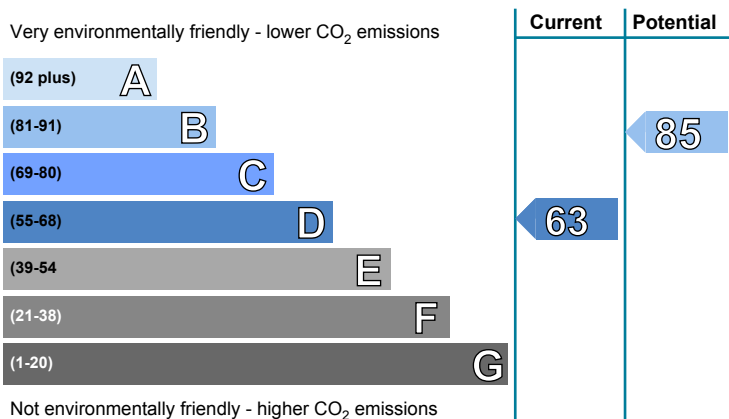 Current Potential
Very environmentally friendly - lower CO₂ emissions
(92 plus) A
(81-91) B 85
(69-80) C
(55-68) D 63
(39-54 E
(21-38) F
(1-20) G
Not environmentally friendly - higher CO₂ emissions